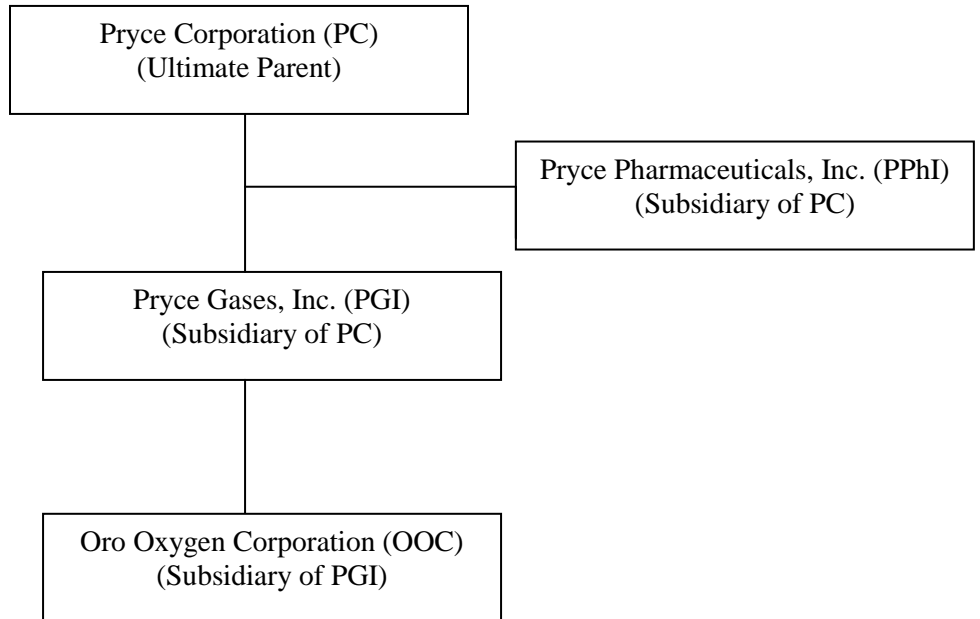 Pryce Corporation (PC)
(Ultimate Parent)
Pryce Pharmaceuticals, Inc. (PPhI)
(Subsidiary of PC)
Pryce Gases, Inc. (PGI)
(Subsidiary of PC)
Oro Oxygen Corporation (OOC)
(Subsidiary of PGI)